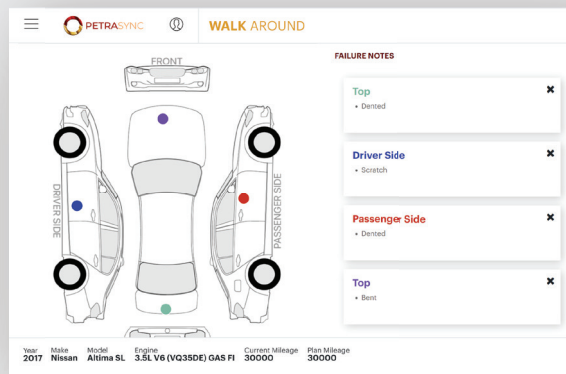 PETRASYNC
WALK AROUND
FRONT
DRIVER SIDE
PASSENGER SIDE
FAILURE NOTES
Top
• Dented
Driver Side
• Scratch
Passenger Side
• Dented
Top
• Bent
Year Make Model Engine Current Mileage Plan Mileage
2017 Nissan Altima SL 3.5L V6 (VQ35DE) GAS FI 30000 30000